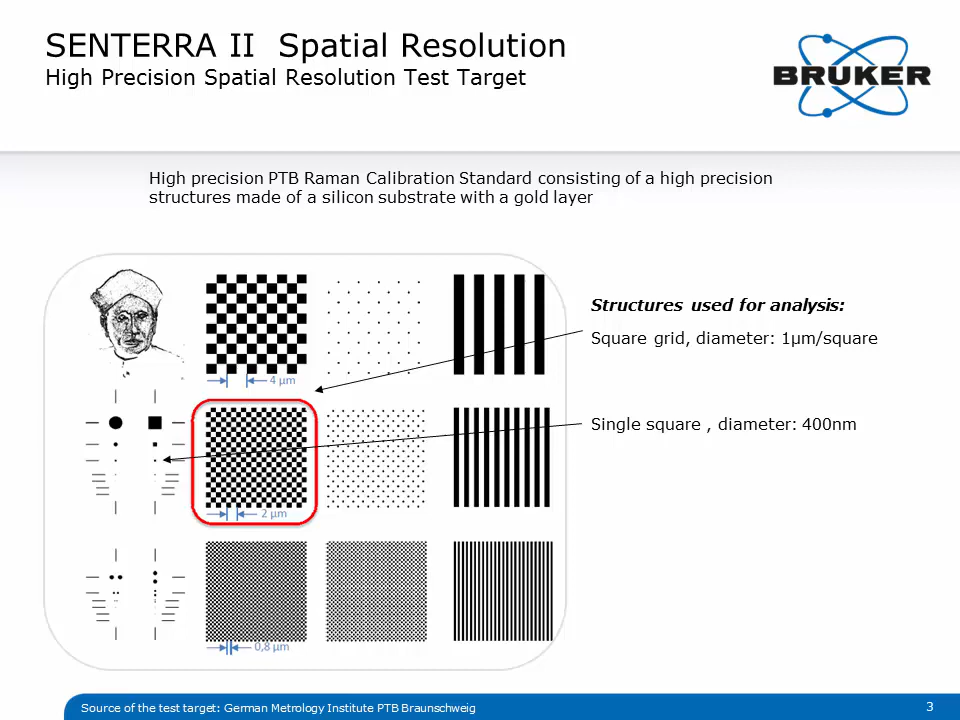 SENTERRA II  Spatial Resolution
High Precision Spatial Resolution Test Target
BRUKER
High precision PTB Raman Calibration Standard consisting of a high precision
structures made of a silicon substrate with a gold layer
Structures used for analysis:
Square grid, diameter: 1µm/square
4 µm
Single square , diameter: 400nm
2 µm
0,8 µm
Source of the test target: German Metrology Institute PTB Braunschweig
3